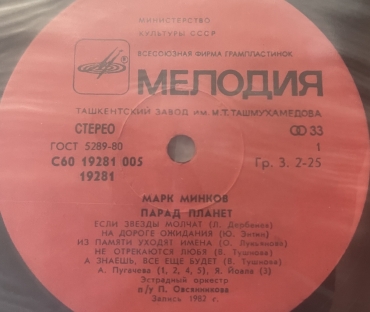 МИНИСТЕРСТВО
КУЛЬТУРЫ СССР
ВСЕСОЮЗНАЯ ФИРМА ГРАМПЛАСТИНОК
МЕЛОДИЯ
ТАШКЕНТСКИЙ ЗАВОД ИМ. М.Т. ТАШМУХАМЕДОВА
СТЕРЕО 33
ГОСТ 5289-80 1
С60 19281 005 Гр. 3. 2-25
19281
МАРК МИНКОВ
ПАРАД ПЛАНЕТ
ЕСЛИ ЗВЕЗДЫ МОЛЧАТ (Л. Дербенев)
НА ДОРОГЕ ОЖИДАНИЯ (Ю. Энтин)
ИЗ ПАМЯТИ УХОДЯТ ИМЕНА (О. Лукьянова)
НЕ ОТРЕКАЮТСЯ ЛЮБЯ (В. Тушнова)
А ЗНАЕШЬ, ВСЕ ЕЩЕ БУДЕТ (В. Тушнова)
А. Пугачева (1, 2, 4, 5), Я. Йоала (3)
Эстрадный оркестр
п/у П. Овсянникова
Запись 1982 г.